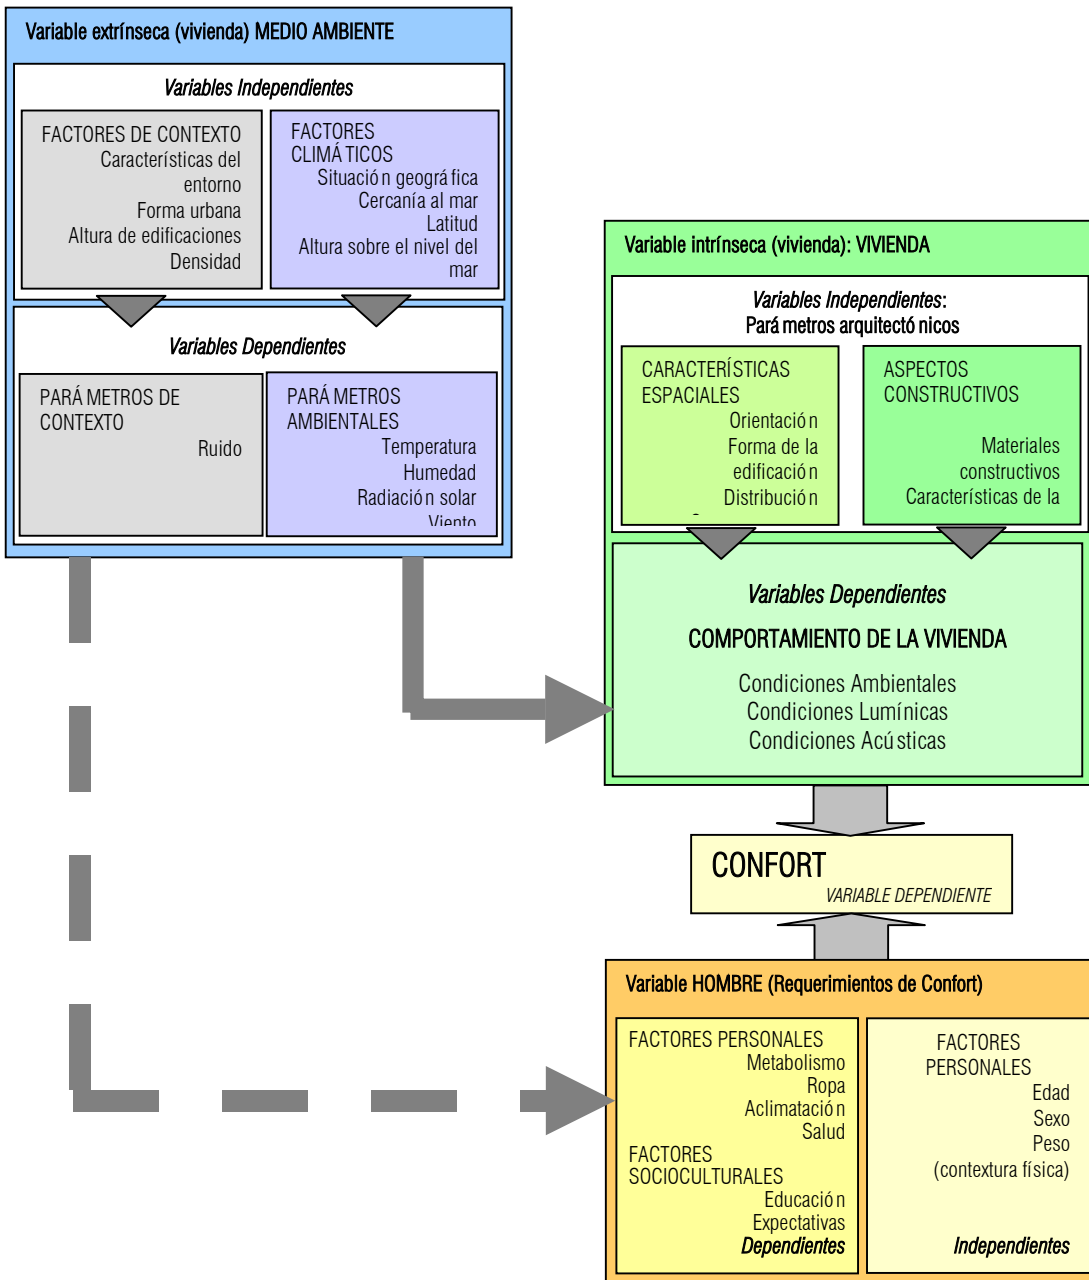 Variable extrínseca (vivienda) MEDIO AMBIENTE
Variables Independientes
FACTORES DE CONTEXTO
Características del
entorno
Forma urbana
Altura de edificaciones
Densidad
FACTORES
CLIMÁTICOS
Situación geográfica
Cercanía al mar
Latitud
Altura sobre el nivel del
mar
Variables Dependientes
PARÁMETROS DE
CONTEXTO
Ruido
PARÁMETROS
AMBIENTALES
Temperatura
Humedad
Radiación solar
Viento
Variable intrínseca (vivienda): VIVIENDA
Variables Independientes:
Parámetros arquitectónicos
CARACTERÍSTICAS
ESPACIALES
Orientación
Forma de la
edificación
Distribución
ASPECTOS
CONSTRUCTIVOS
Materiales
constructivos
Características de la
Variables Dependientes
COMPORTAMIENTO DE LA VIVIENDA
Condiciones Ambientales
Condiciones Lumínicas
Condiciones Acústicas
CONFORT
VARIABLE DEPENDIENTE
Variable HOMBRE (Requerimientos de Confort)
FACTORES PERSONALES
Metabolismo
Ropa
Aclimatación
Salud
FACTORES
SOCIOCULTURALES
Educación
Expectativas
Dependientes
FACTORES
PERSONALES
Edad
Sexo
Peso
(contextura física)
Independientes